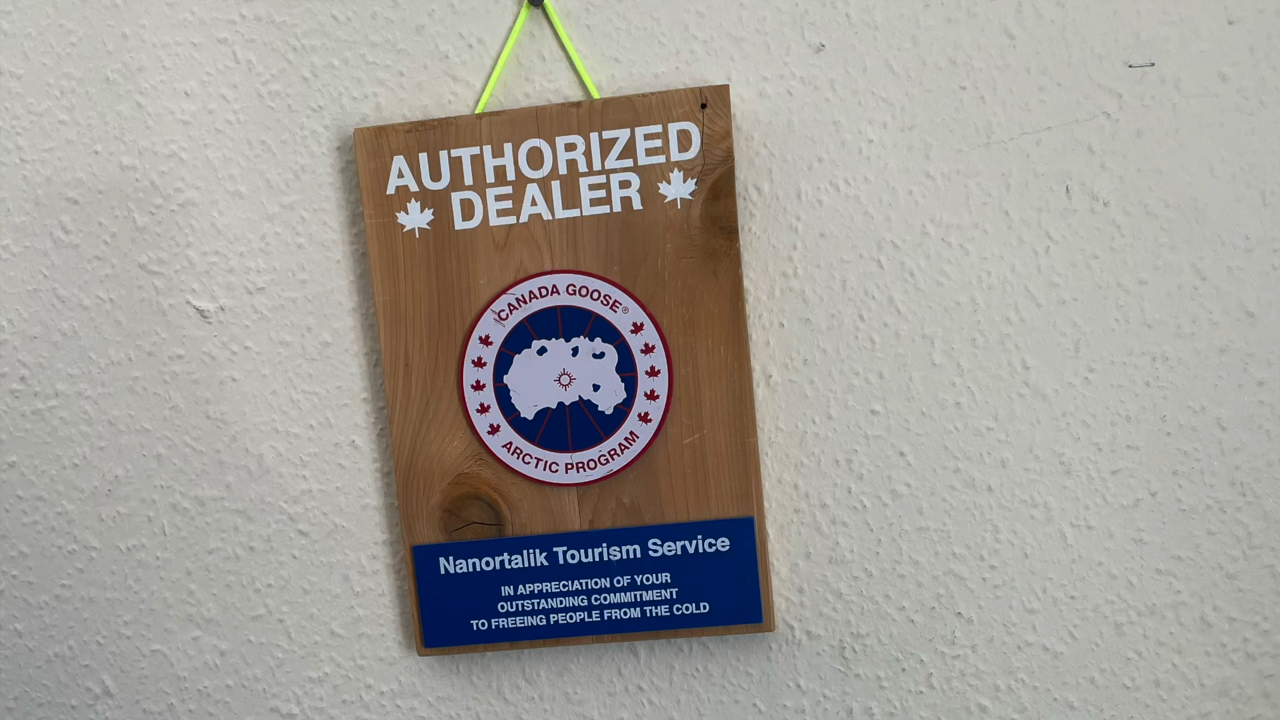 AUTHORIZED
DEALER
CANADA GOOSE®
ARCTIC PROGRAM
Nanortalik Tourism Service
IN APPRECIATION OF YOUR
OUTSTANDING COMMITMENT
TO FREEING PEOPLE FROM THE COLD